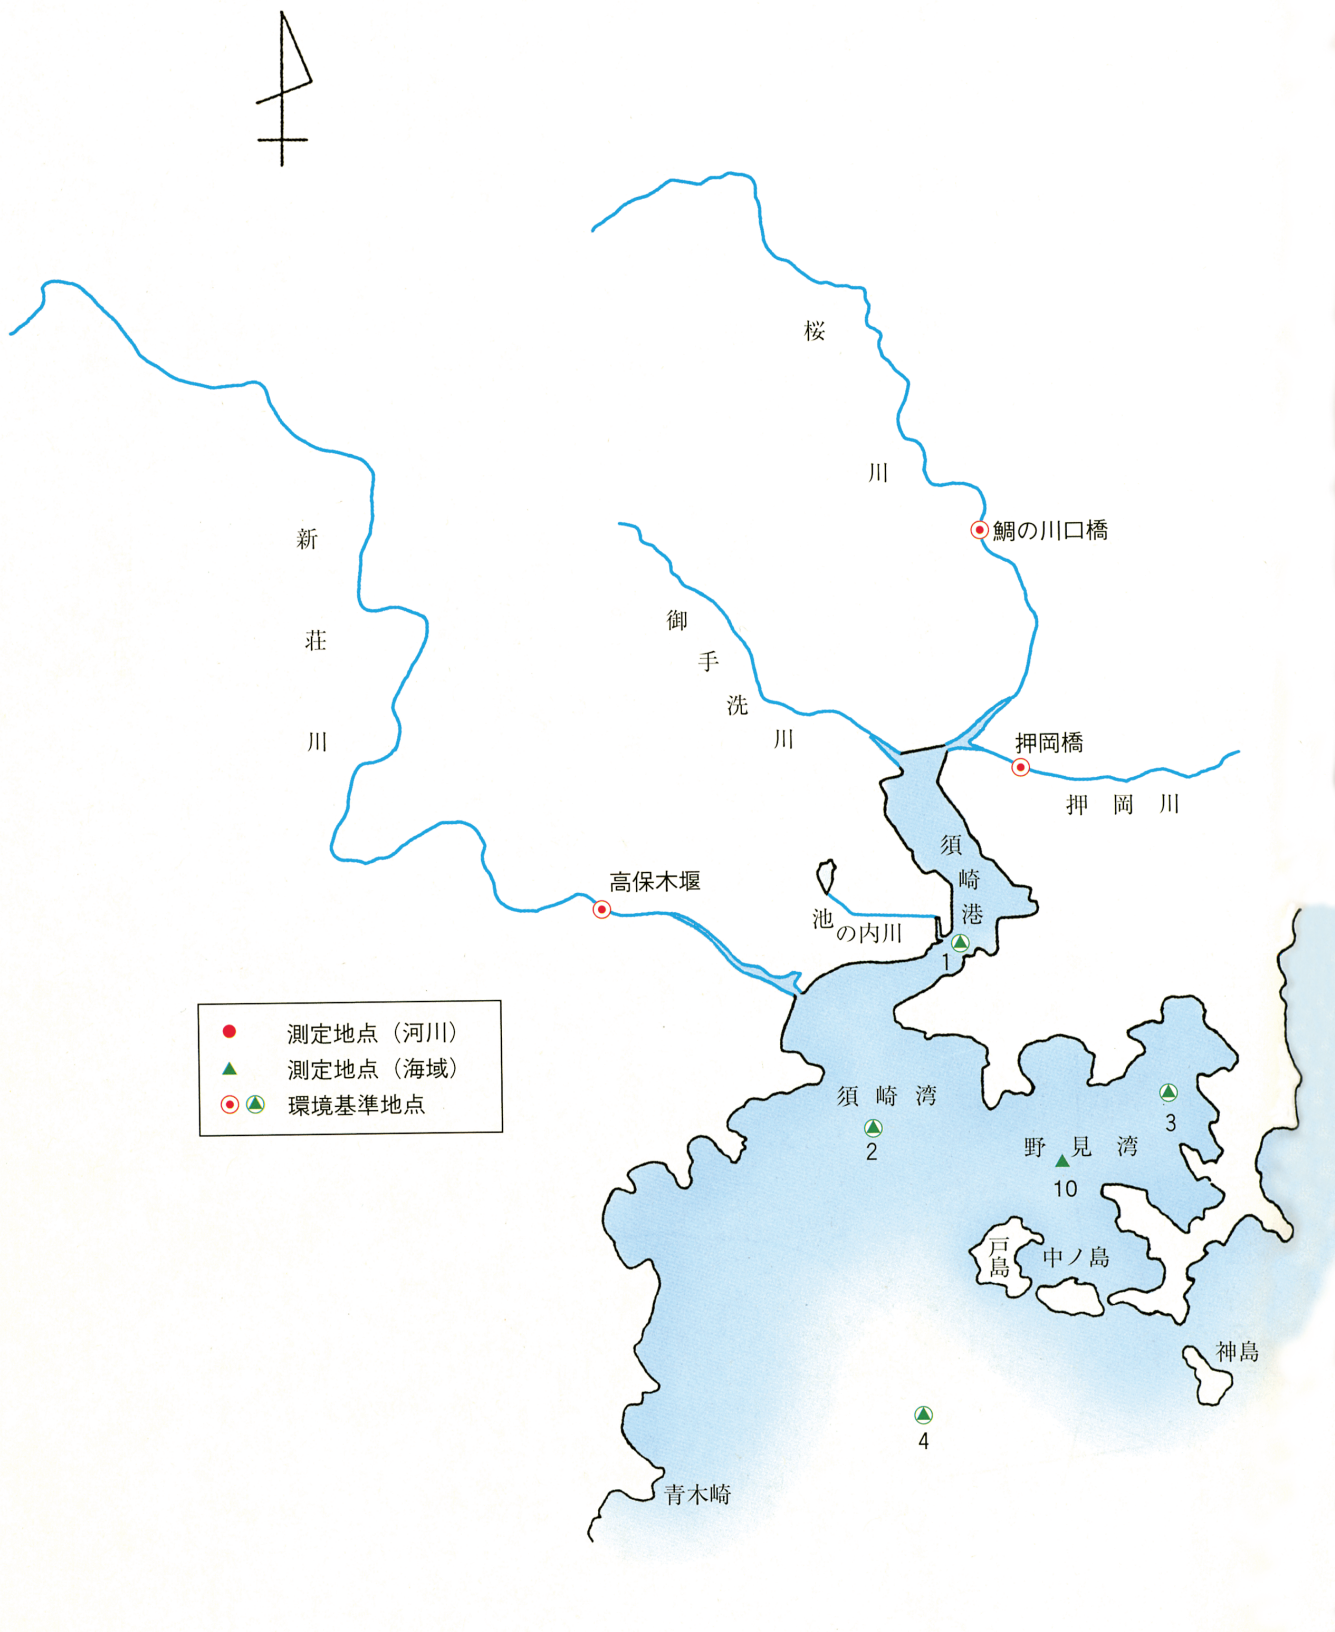 桜川
鯛の川口橋
新荘川
御手洗川
押岡橋
押岡川
須崎港
高保木堰
池の内川
1
測定地点（河川）
測定地点（海域）
環境基準地点
須崎湾
2
3
野見湾
10
戸島
中ノ島
神島
4
青木崎